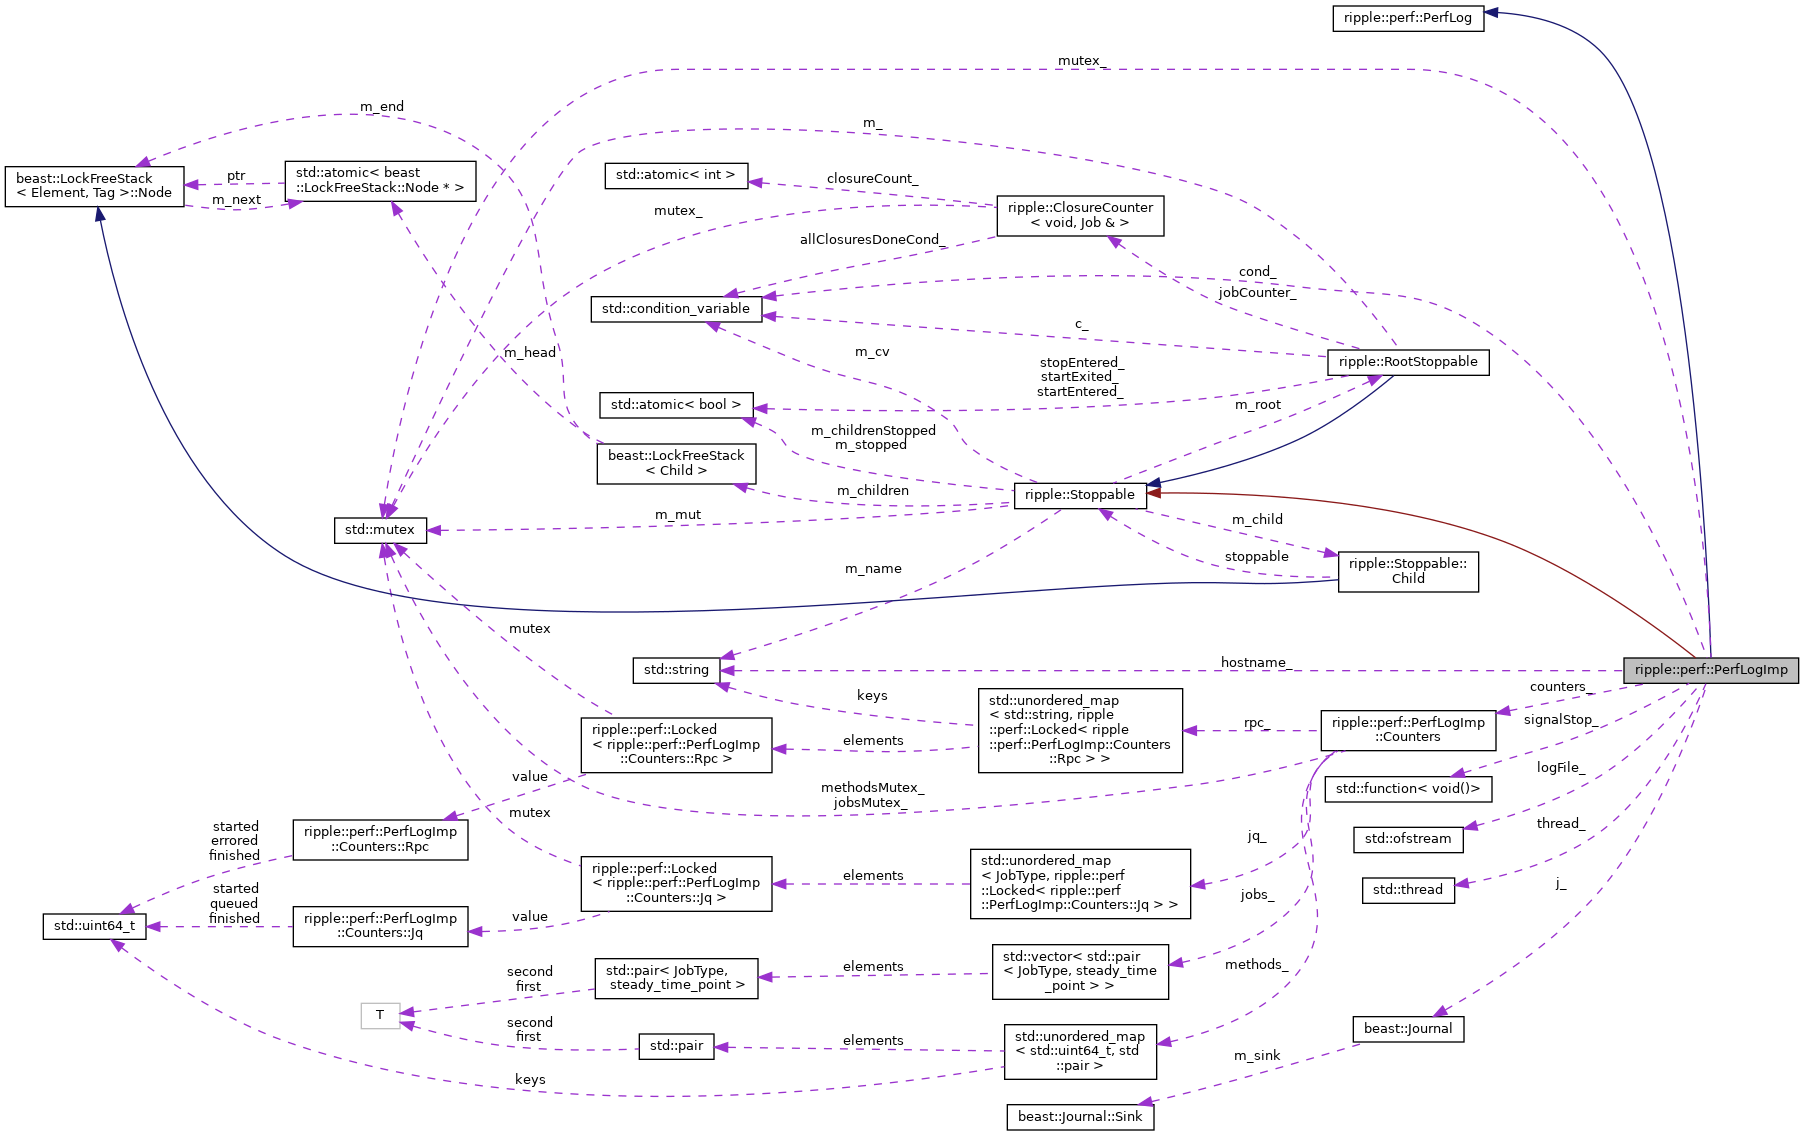 ripple::perf::PerfLog
mutex_
m_end
m_
beast::LockFreeStack
< Element, Tag >::Node
ptr
m_next
std::atomic< beast
::LockFreeStack::Node * >
std::atomic< int >
closureCount_
ripple::ClosureCounter
< void, Job & >
mutex_
allClosuresDoneCond_
cond_
jobCounter_
std::condition_variable
c_
m_head
m_cv
ripple::RootStoppable
stopEntered_
startExited_
startEntered_
std::atomic< bool >
m_root
m_childrenStopped
m_stopped
beast::LockFreeStack
< Child >
m_children
ripple::Stoppable
m_mut
std::mutex
m_child
stoppable
ripple::Stoppable::
Child
m_name
mutex
std::string
hostname_
ripple::perf::PerfLogImp
keys
counters_
std::unordered_map
< std::string, ripple
::perf::Locked< ripple
::perf::PerfLogImp::Counters
::Rpc > >
rpc_
ripple::perf::PerfLogImp
::Counters
signalStop_
ripple::perf::Locked
< ripple::perf::PerfLogImp
::Counters::Rpc >
elements
value
methodsMutex_
jobsMutex_
std::function< void()>
logFile_
mutex
started
errored
finished
ripple::perf::PerfLogImp
::Counters::Rpc
jq_
std::ofstream
thread_
std::thread
ripple::perf::Locked
< ripple::perf::PerfLogImp
::Counters::Jq >
elements
std::unordered_map
< JobType, ripple::perf
::Locked< ripple::perf
::PerfLogImp::Counters::Jq > >
j_
jobs_
started
queued
finished
std::uint64_t
ripple::perf::PerfLogImp
::Counters::Jq
value
methods_
second
first
std::pair< JobType,
steady_time_point >
elements
std::vector< std::pair
< JobType, steady_time
_point > >
T
second
first
std::pair
elements
std::unordered_map
< std::uint64_t, std
::pair >
beast::Journal
m_sink
keys
beast::Journal::Sink